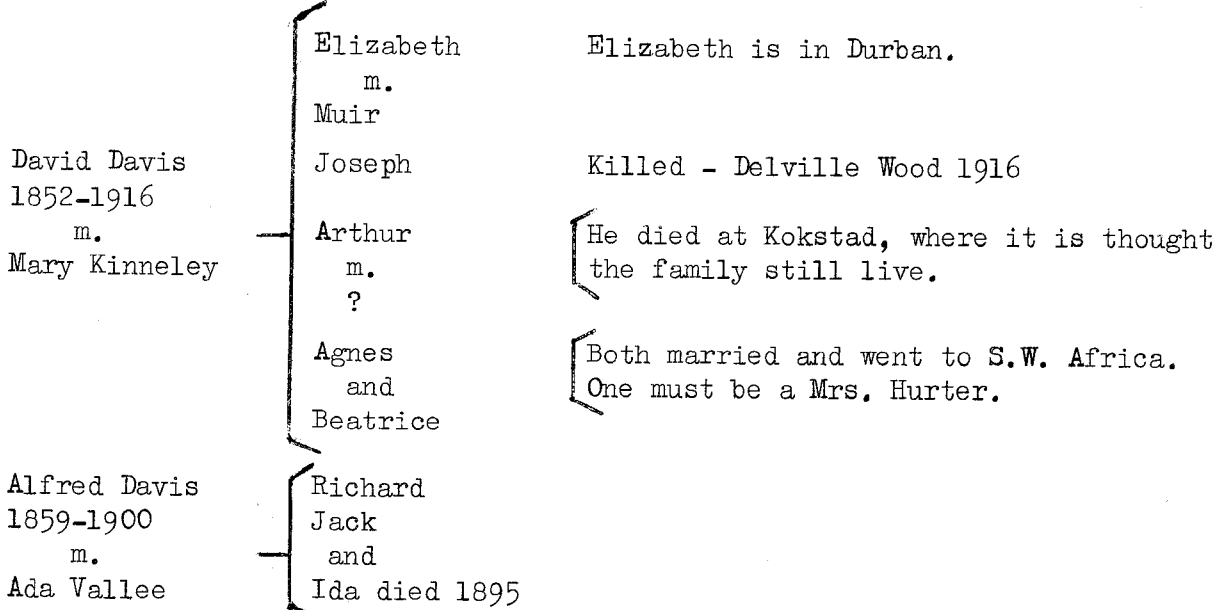 Elizabeth Elizabeth is in Durban.
m.
Muir
David Davis Joseph Killed - Delville Wood 1916
1852-1916
m. Arthur He died at Kokstad, where it is thought
Mary Kinneley m. the family still live.
?
Agnes Both married and went to S.W. Africa.
and One must be a Mrs. Hurter.
Beatrice
Alfred Davis Richard
1859-1900 Jack
m. and
Ada Vallee Ida died 1895